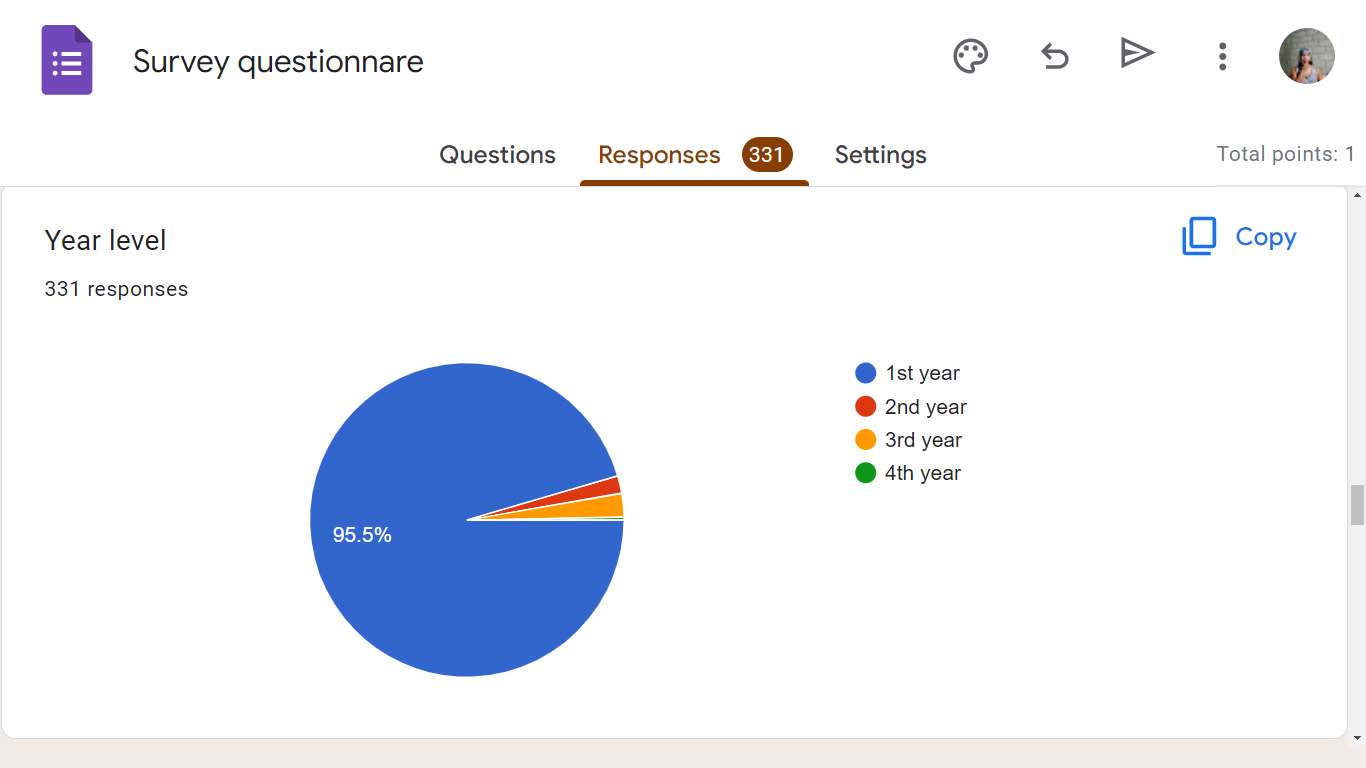 Survey questionnare
Questions
Responses 331
Settings
Total points: 1
Year level
Copy
331 responses
1st year
2nd year
3rd year
4th year
95.5%